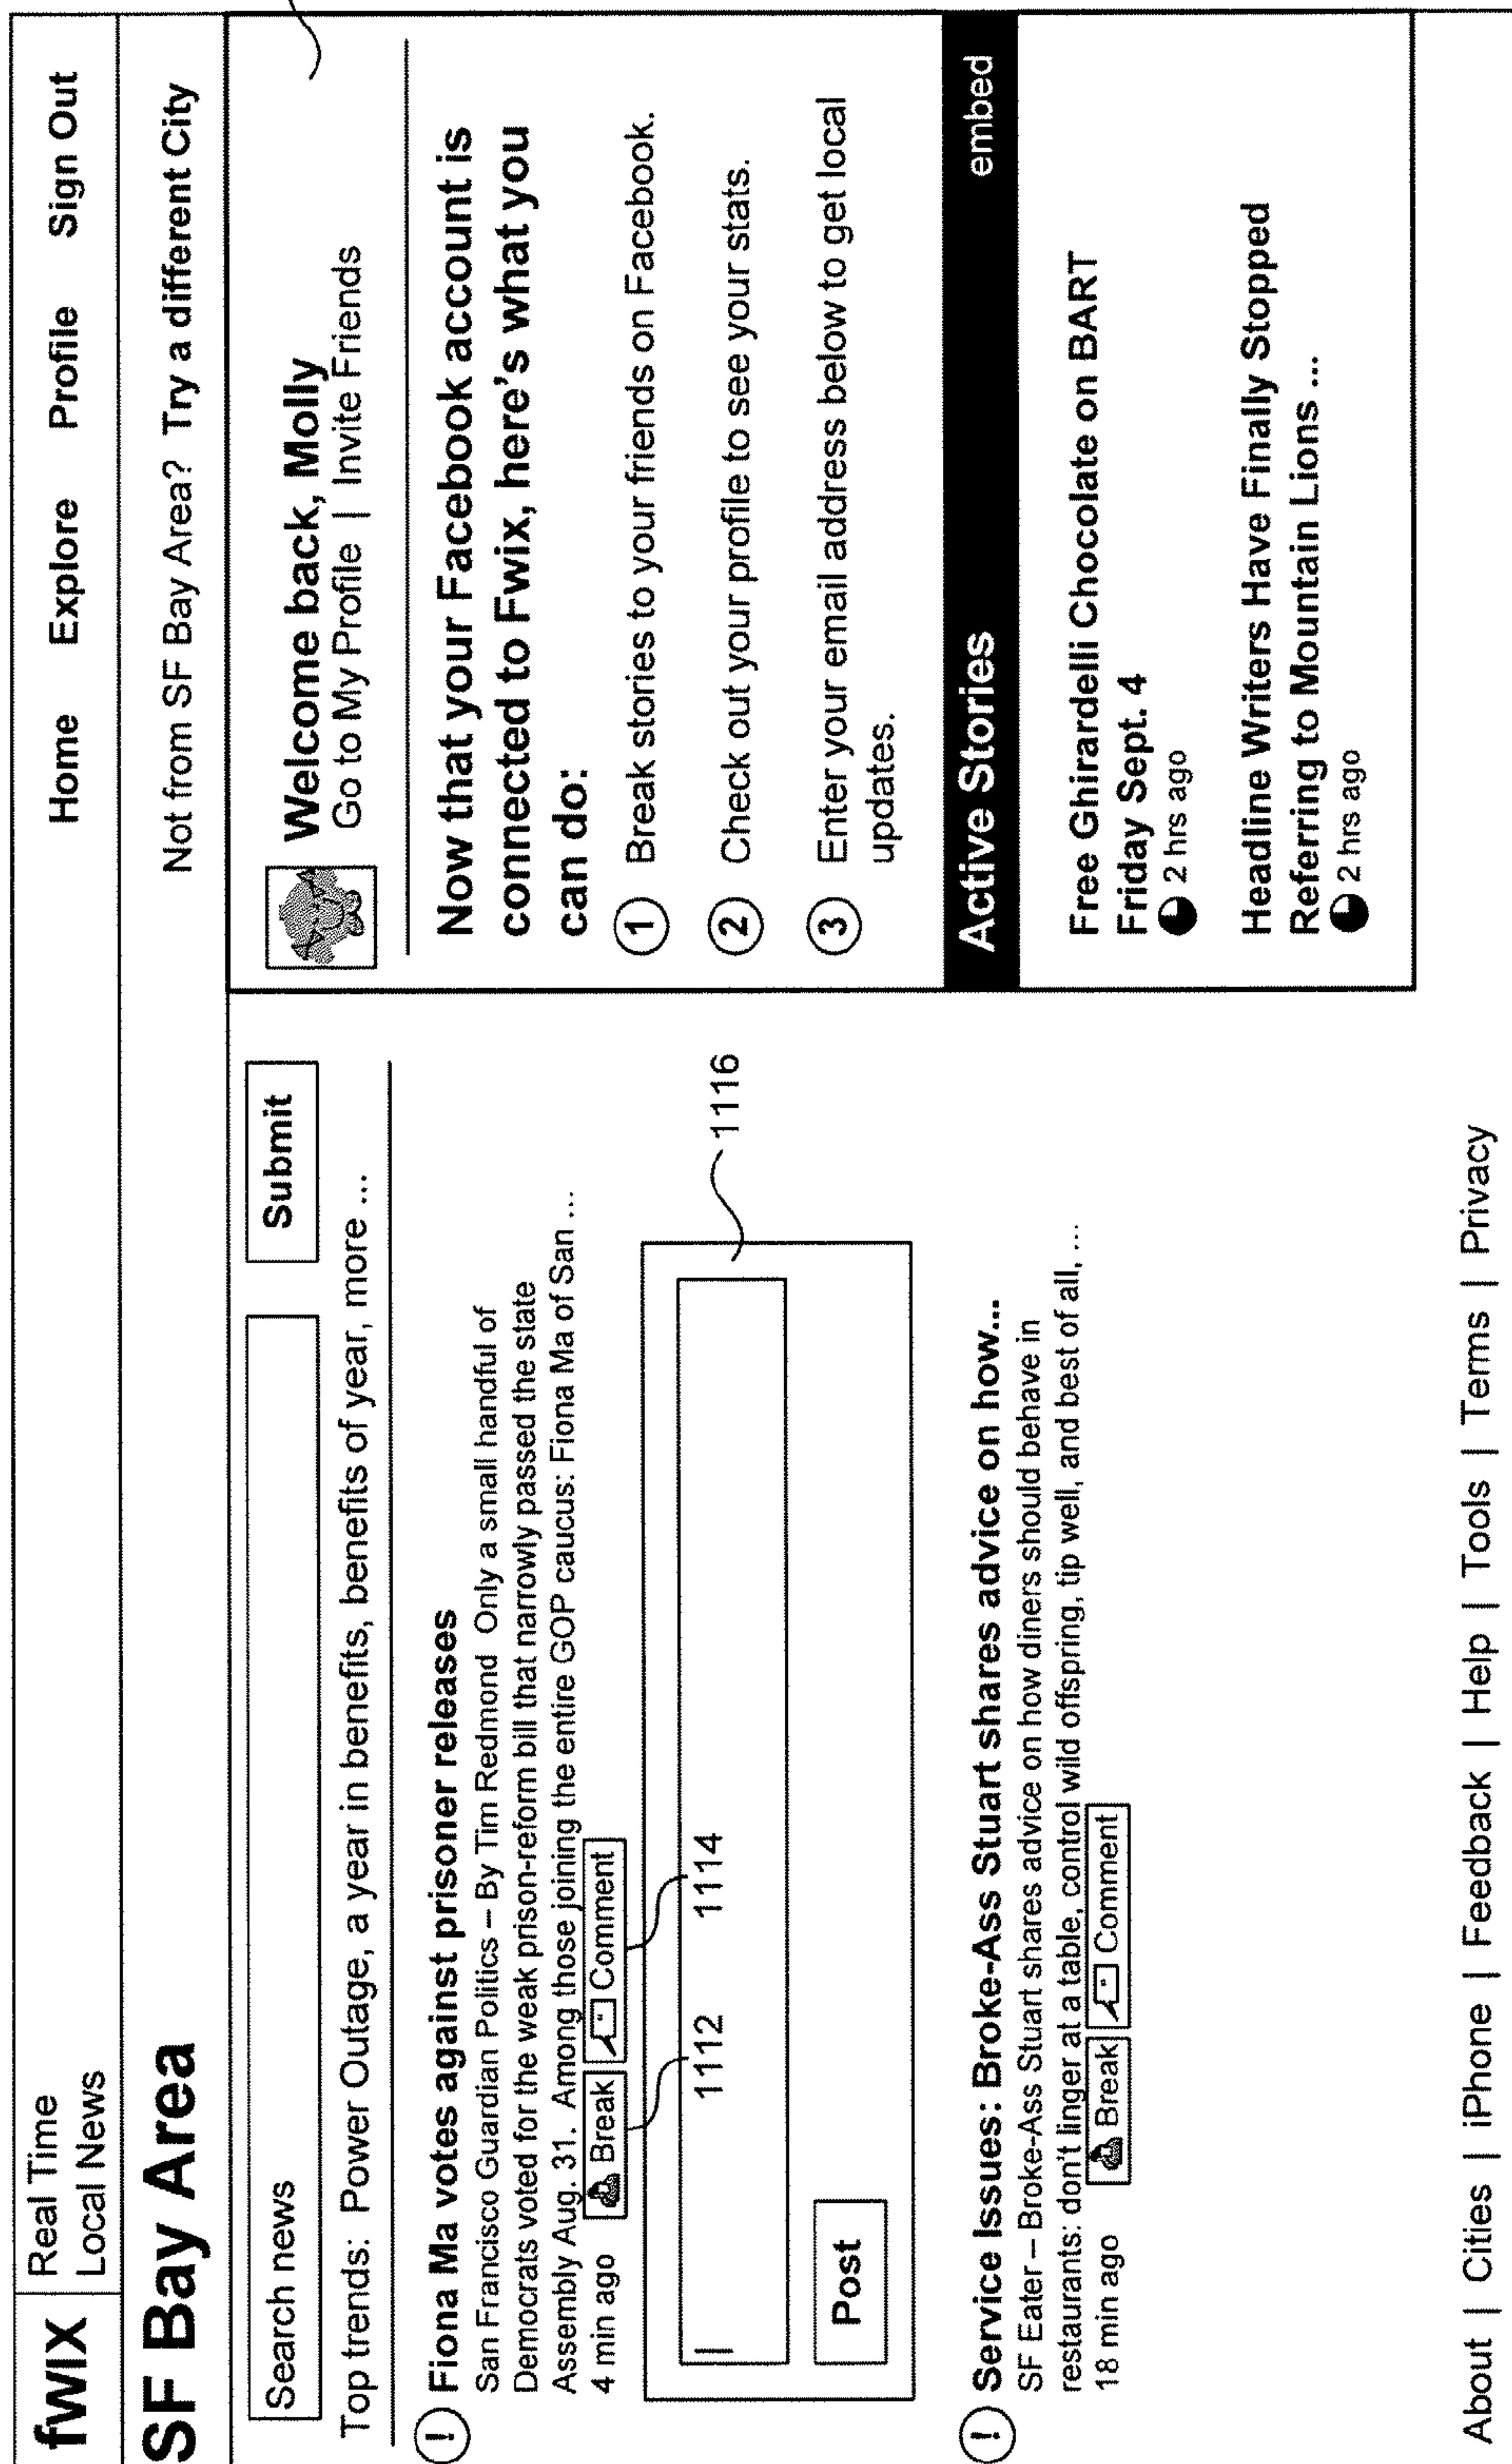 fwix
Real Time
Local News
Home Explore Profile Sign Out
SF Bay Area
Not from SF Bay Area? Try a different City
Search news
Submit
Top trends: Power Outage, a year in benefits, benefits of year, more ...
! Fiona Ma votes against prisoner releases
San Francisco Guardian Politics – By Tim Redmond Only a small handful of
Democrats voted for the weak prison-reform bill that narrowly passed the state
Assembly Aug. 31. Among those joining the entire GOP caucus: Fiona Ma of San ...
4 min ago Break Comment
1112 1114
1116
Post
! Service Issues: Broke-Ass Stuart shares advice on how...
SF Eater – Broke-Ass Stuart shares advice on how diners should behave in
restaurants: don't linger at a table, control wild offspring, tip well, and best of all, ...
18 min ago Break Comment
Welcome back, Molly
Go to My Profile | Invite Friends
Now that your Facebook account is
connected to Fwix, here's what you
can do:
1 Break stories to your friends on Facebook.
2 Check out your profile to see your stats.
3 Enter your email address below to get local
updates.
Active Stories embed
Free Ghirardelli Chocolate on BART
Friday Sept. 4
2 hrs ago
Headline Writers Have Finally Stopped
Referring to Mountain Lions ...
2 hrs ago
About | Cities | iPhone | Feedback | Help | Tools | Terms | Privacy